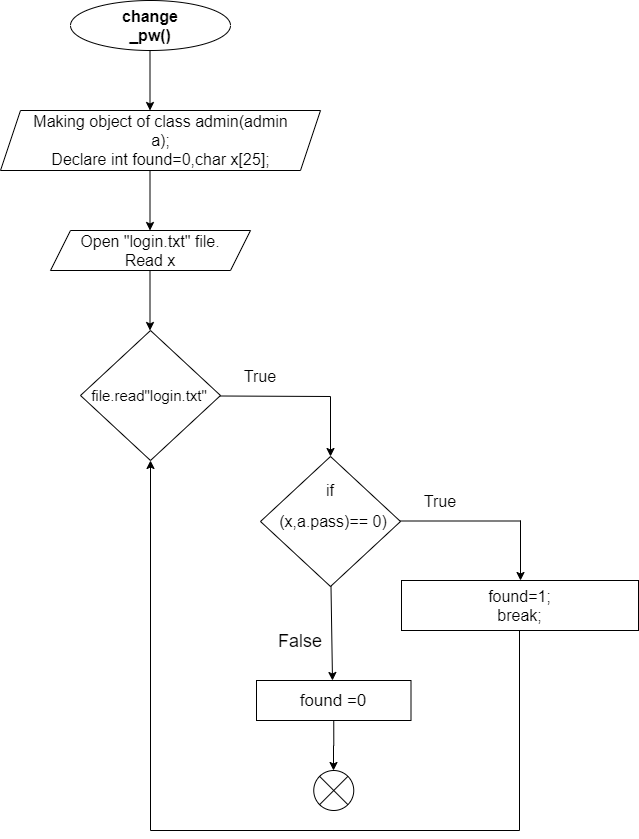 change
_pw()
Making object of class admin(admin
a);
Declare int found=0,char x[25];
Open "login.txt" file.
Read x
file.read"login.txt"
True
if
(x,a.pass)== 0)
True
found=1;
break;
False
found =0